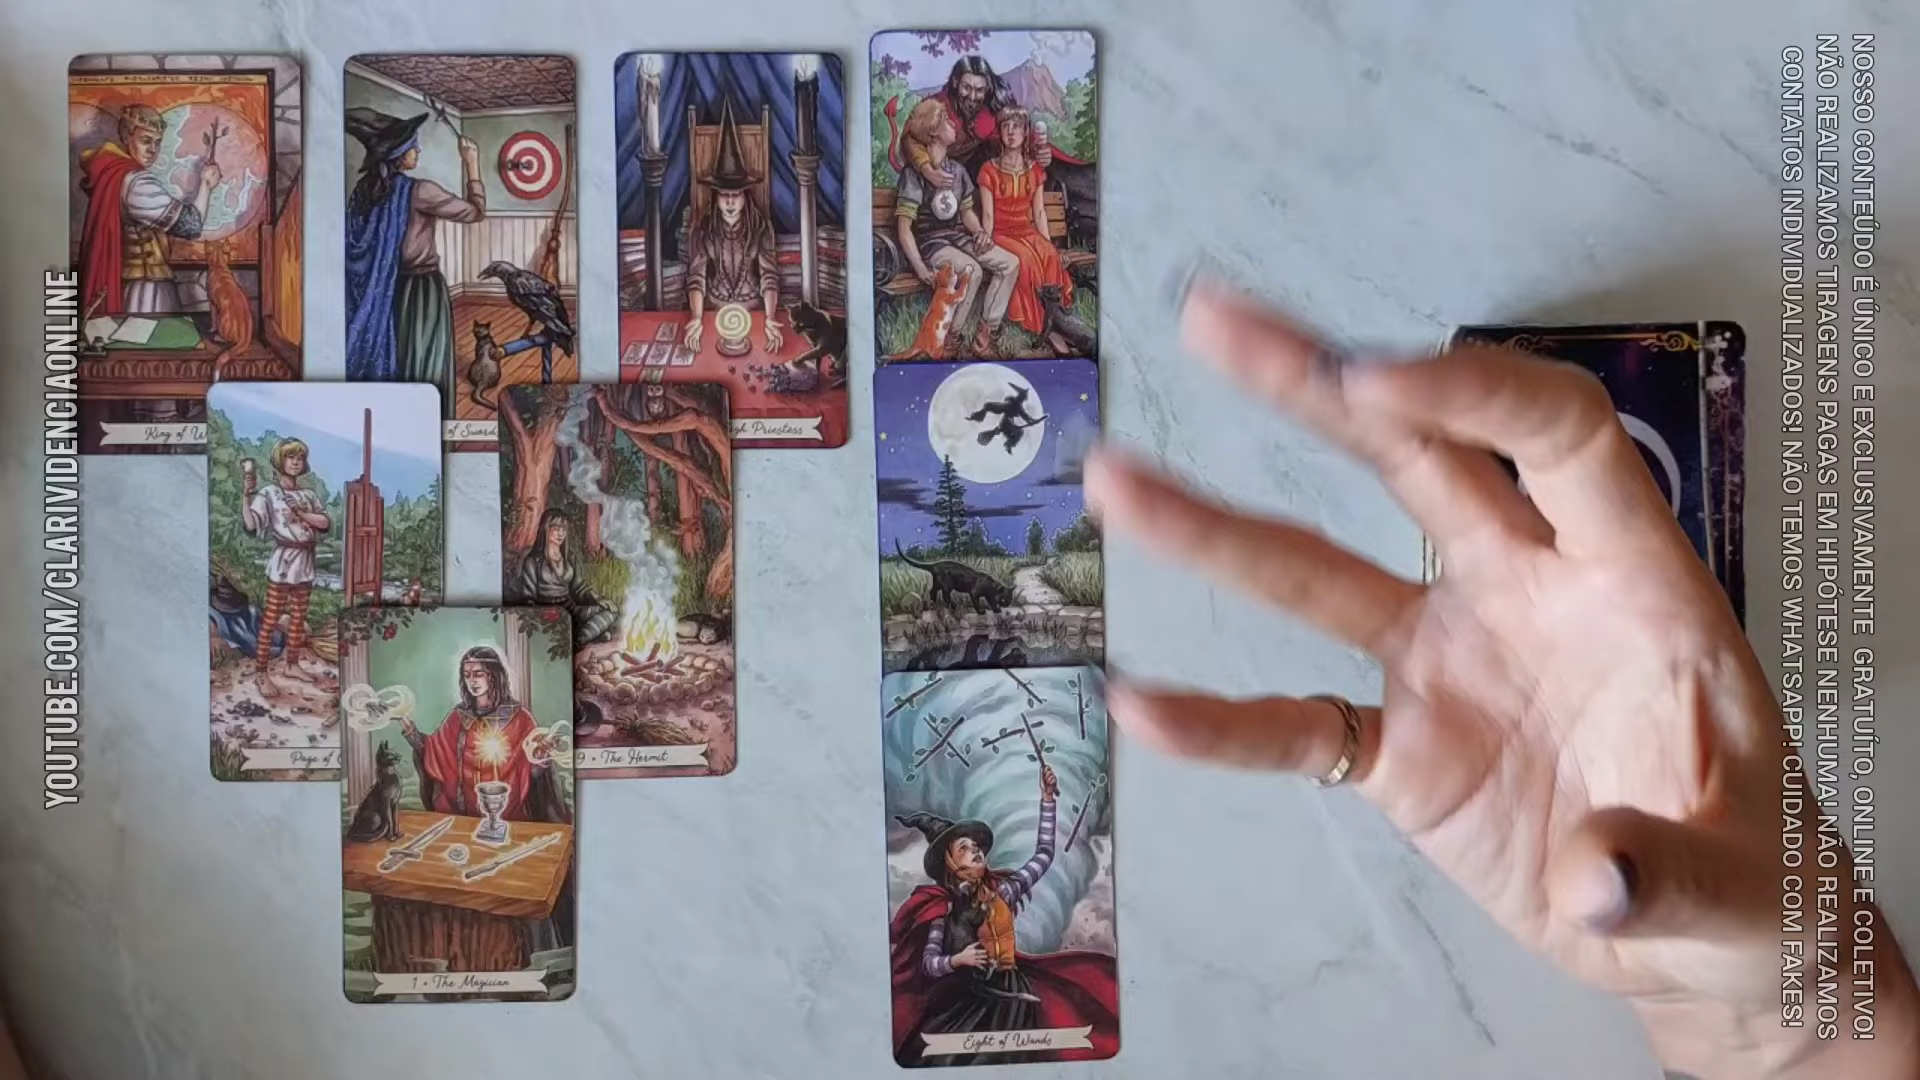 YOUTUBE.COM/CLARIVIDENCIAONLINE
King of W
of Sword
gh Priestess
Page of
9 • The Hermit
1 • The Magician
Eight of Wands
$
NOSSO CONTEÚDO É ÚNICO E EXCLUSIVAMENTE GRATUÍTO, ONLINE E COLETIVO!
NÃO REALIZAMOS TIRAGENS PAGAS EM HIPÓTESE NENHUMA! NÃO REALIZAMOS
CONTATOS INDIVIDUALIZADOS! NÃO TEMOS WHATSAPP! CUIDADO COM FAKES!